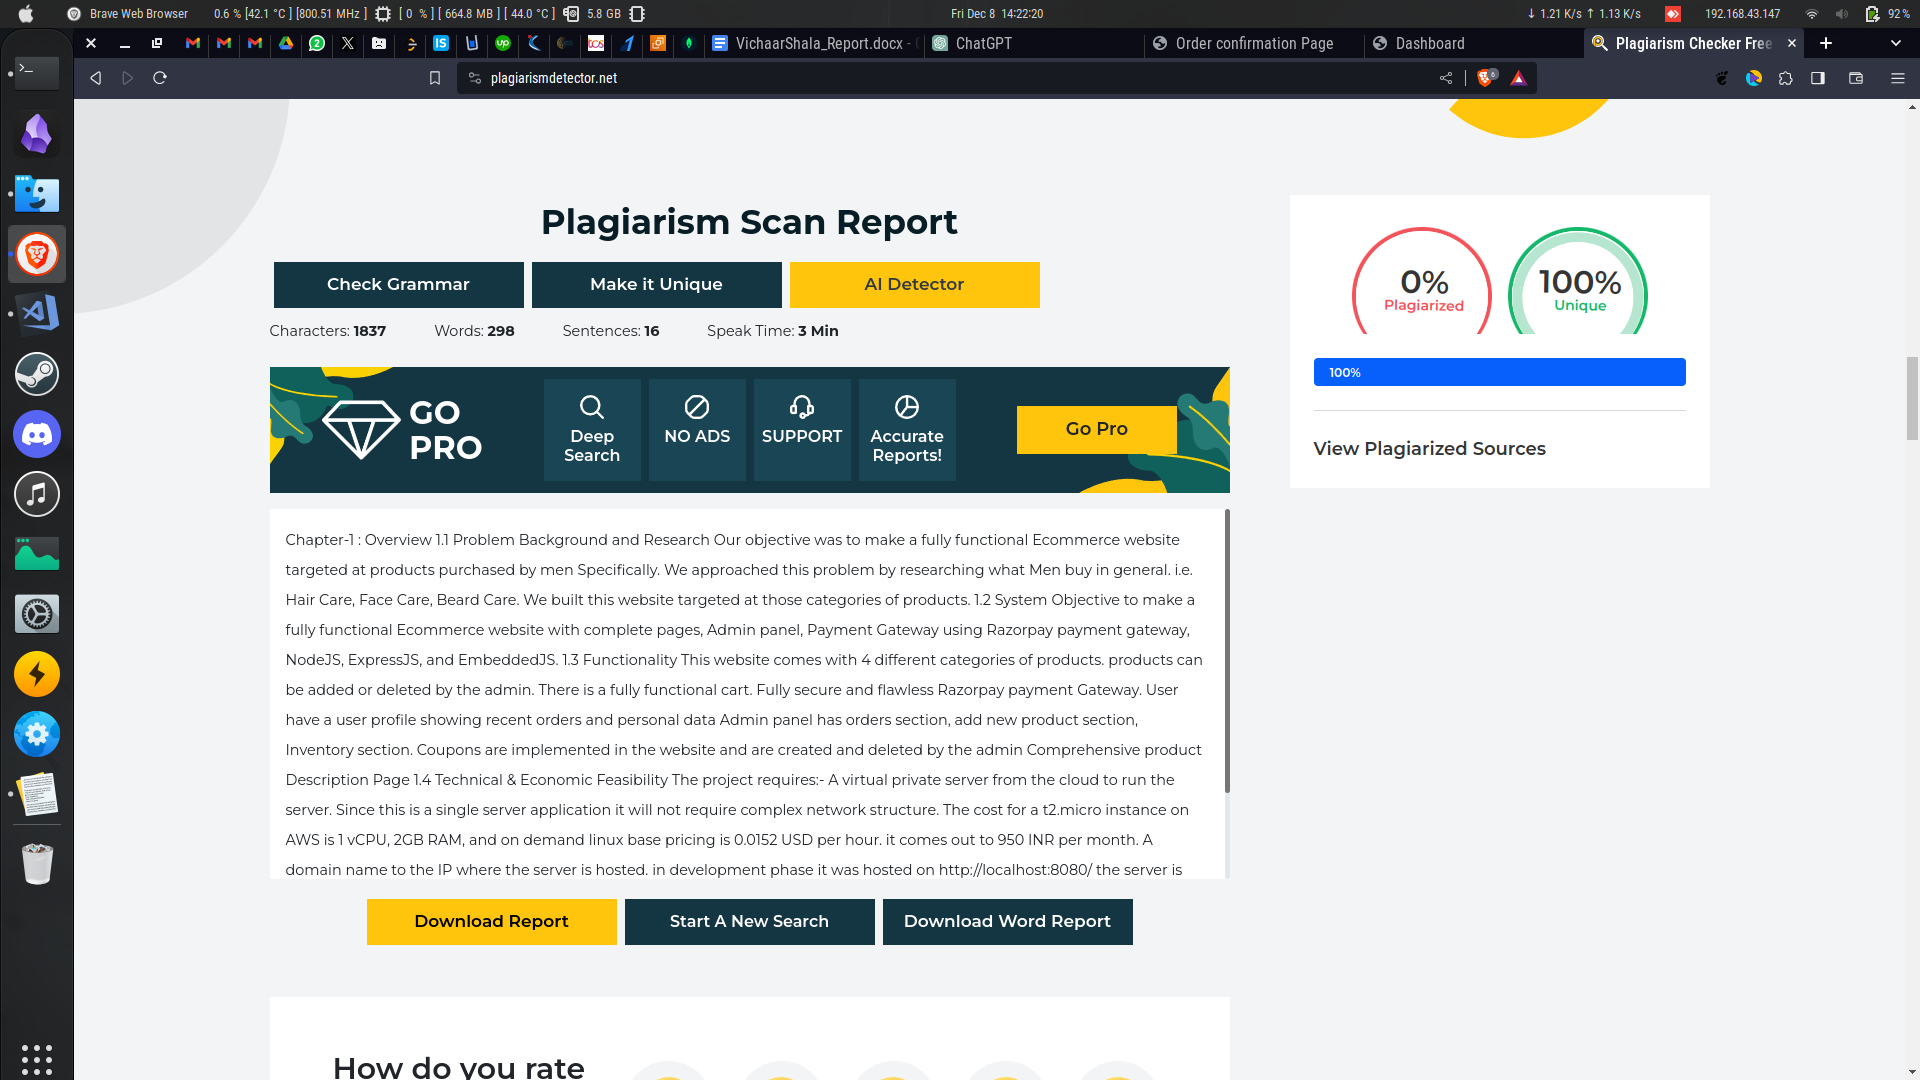 Brave Web Browser 0.6 % [42.1 °C ] [800.51 MHz ] [ 0 % ] [ 664.8 MB ] [ 44.0 °C ] 5.8 GB Fri Dec 8 14:22:20 ↓ 1.21 K/s ↑ 1.13 K/s 192.168.43.147 92 %
VichaarShala_Report.docx - ChatGPT Order confirmation Page Dashboard Plagiarism Checker Free
plagiarismdetector.net
Plagiarism Scan Report
Check Grammar Make it Unique AI Detector
Characters: 1837 Words: 298 Sentences: 16 Speak Time: 3 Min
GO PRO
Deep Search
NO ADS
SUPPORT
Accurate Reports!
Go Pro
0%
Plagiarized
100%
Unique
100%
View Plagiarized Sources
Chapter-1 : Overview 1.1 Problem Background and Research Our objective was to make a fully functional Ecommerce website
targeted at products purchased by men Specifically. We approached this problem by researching what Men buy in general. i.e.
Hair Care, Face Care, Beard Care. We built this website targeted at those categories of products. 1.2 System Objective to make a
fully functional Ecommerce website with complete pages, Admin panel, Payment Gateway using Razorpay payment gateway,
NodeJS, ExpressJS, and EmbeddedJS. 1.3 Functionality This website comes with 4 different categories of products. products can
be added or deleted by the admin. There is a fully functional cart. Fully secure and flawless Razorpay payment Gateway. User
have a user profile showing recent orders and personal data Admin panel has orders section, add new product section,
Inventory section. Coupons are implemented in the website and are created and deleted by the admin Comprehensive product
Description Page 1.4 Technical & Economic Feasibility The project requires:- A virtual private server from the cloud to run the
server. Since this is a single server application it will not require complex network structure. The cost for a t2.micro instance on
AWS is 1 vCPU, 2GB RAM, and on demand linux base pricing is 0.0152 USD per hour. it comes out to 950 INR per month. A
domain name to the IP where the server is hosted. in development phase it was hosted on http://localhost:8080/ the server is
Download Report Start A New Search Download Word Report
How do you rate